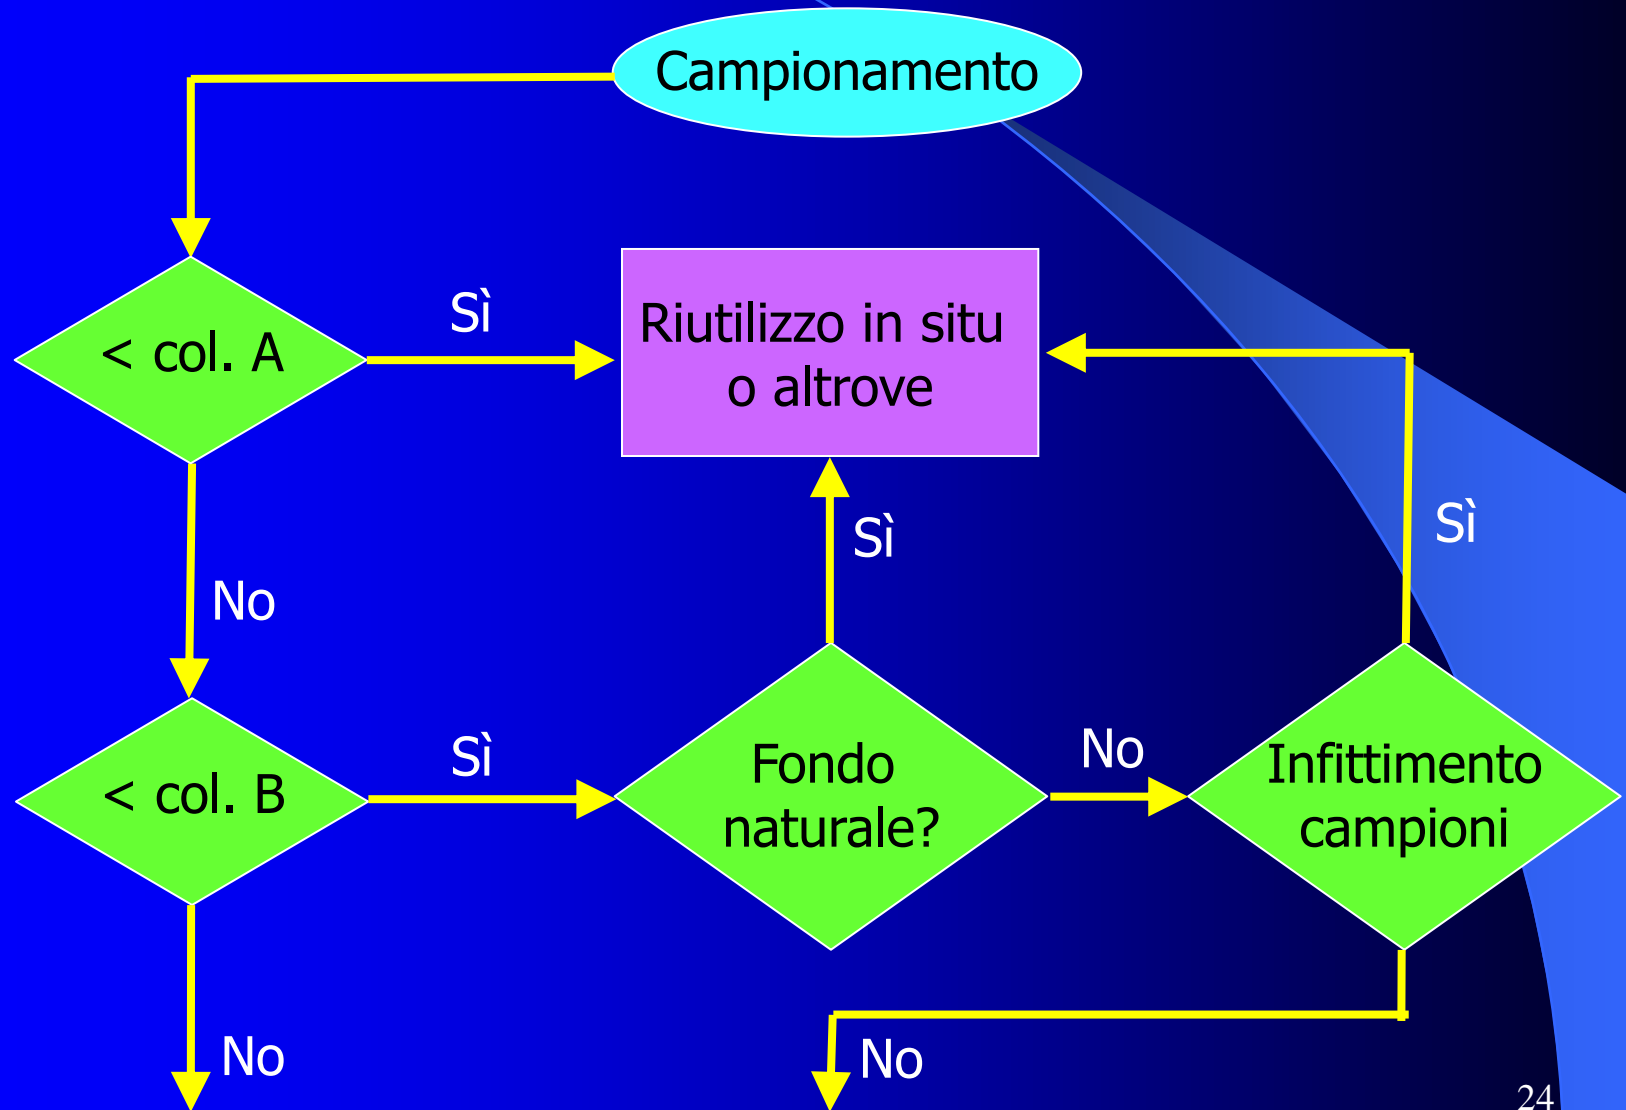 Campionamento
< col. A
Sì
Riutilizzo in situ
o altrove
Sì
Sì
No
< col. B
Sì
Fondo
naturale?
No
Infittimento
campioni
No
No
24